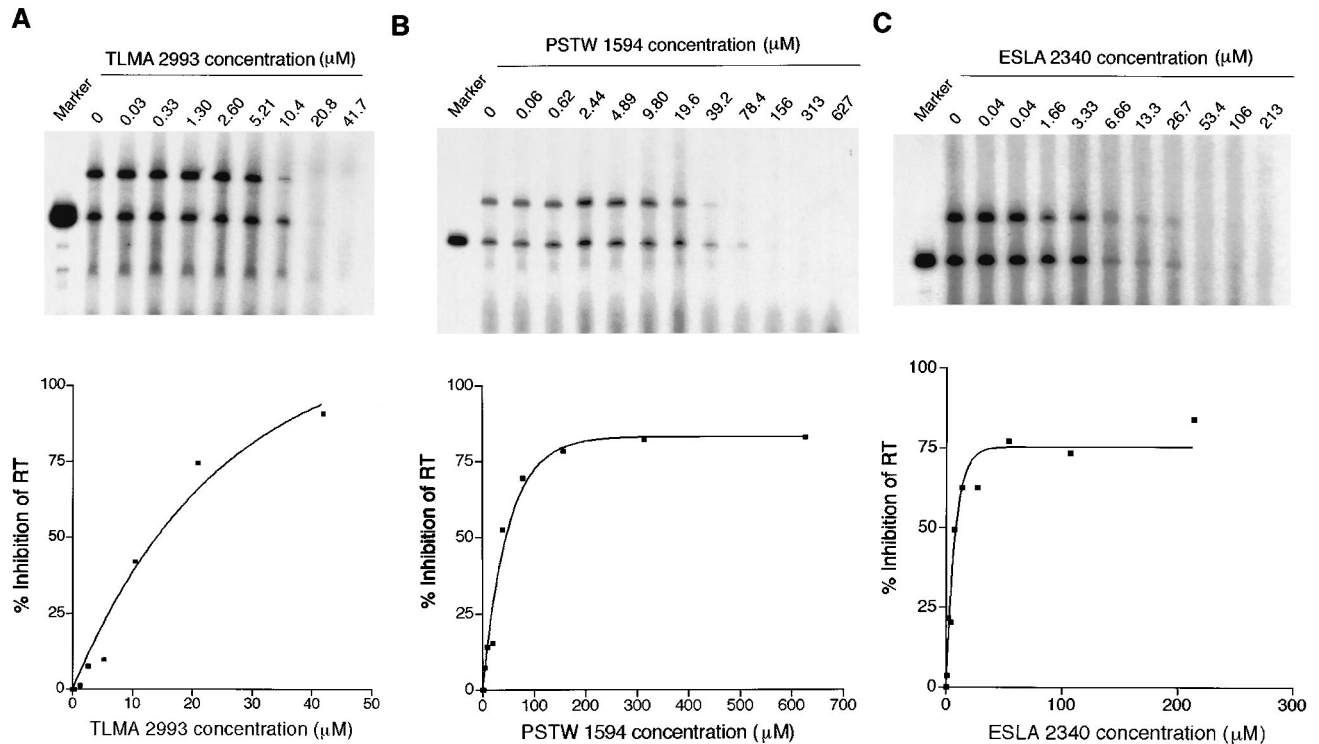 A
TLMA 2993 concentration (μM)
Marker
0
0.03
0.33
1.30
2.60
5.21
10.4
20.8
41.7
% Inhibition of RT
100
75
50
25
0
0 10 20 30 40 50
TLMA 2993 concentration (μM)
B
PSTW 1594 concentration (μM)
Marker
0
0.06
0.62
2.44
4.89
9.80
19.6
39.2
78.4
156
313
627
% Inhibition of RT
100
75
50
25
0
0 100 200 300 400 500 600 700
PSTW 1594 concentration (μM)
C
ESLA 2340 concentration (μM)
Marker
0
0.04
0.04
1.66
3.33
6.66
13.3
26.7
53.4
106
213
% Inhibition of RT
100
75
50
25
0
0 100 200 300
ESLA 2340 concentration (μM)